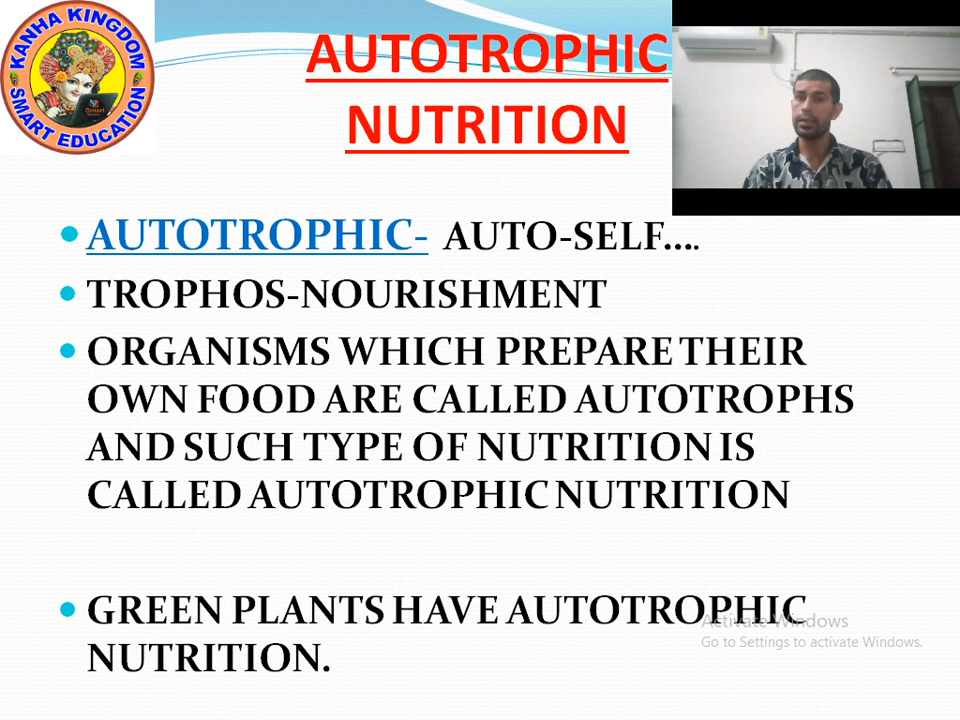 KANHA KINGDOM
SMART EDUCATION
AUTOTROPHIC
NUTRITION
AUTOTROPHIC- AUTO-SELF....
TROPHOS-NOURISHMENT
ORGANISMS WHICH PREPARE THEIR
OWN FOOD ARE CALLED AUTOTROPHS
AND SUCH TYPE OF NUTRITION IS
CALLED AUTOTROPHIC NUTRITION
GREEN PLANTS HAVE AUTOTROPHIC
NUTRITION.
Activate Windows
Go to Settings to activate Windows.